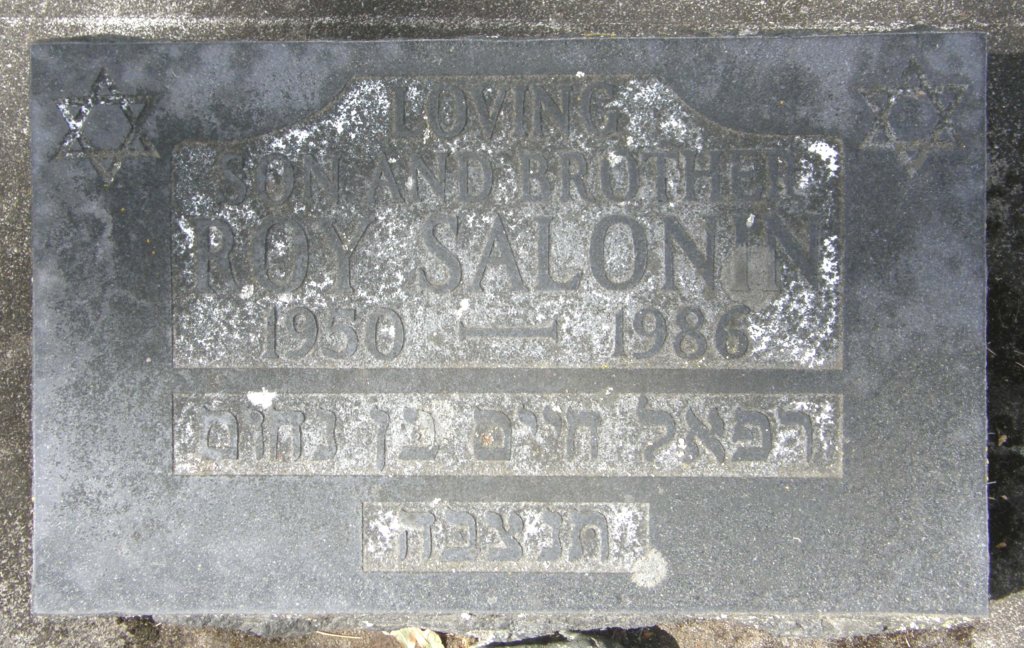 LOVING
SON AND BROTHER
ROY SALONIN
1950 — 1986
רפאל חיים בן נחום
תנצבה